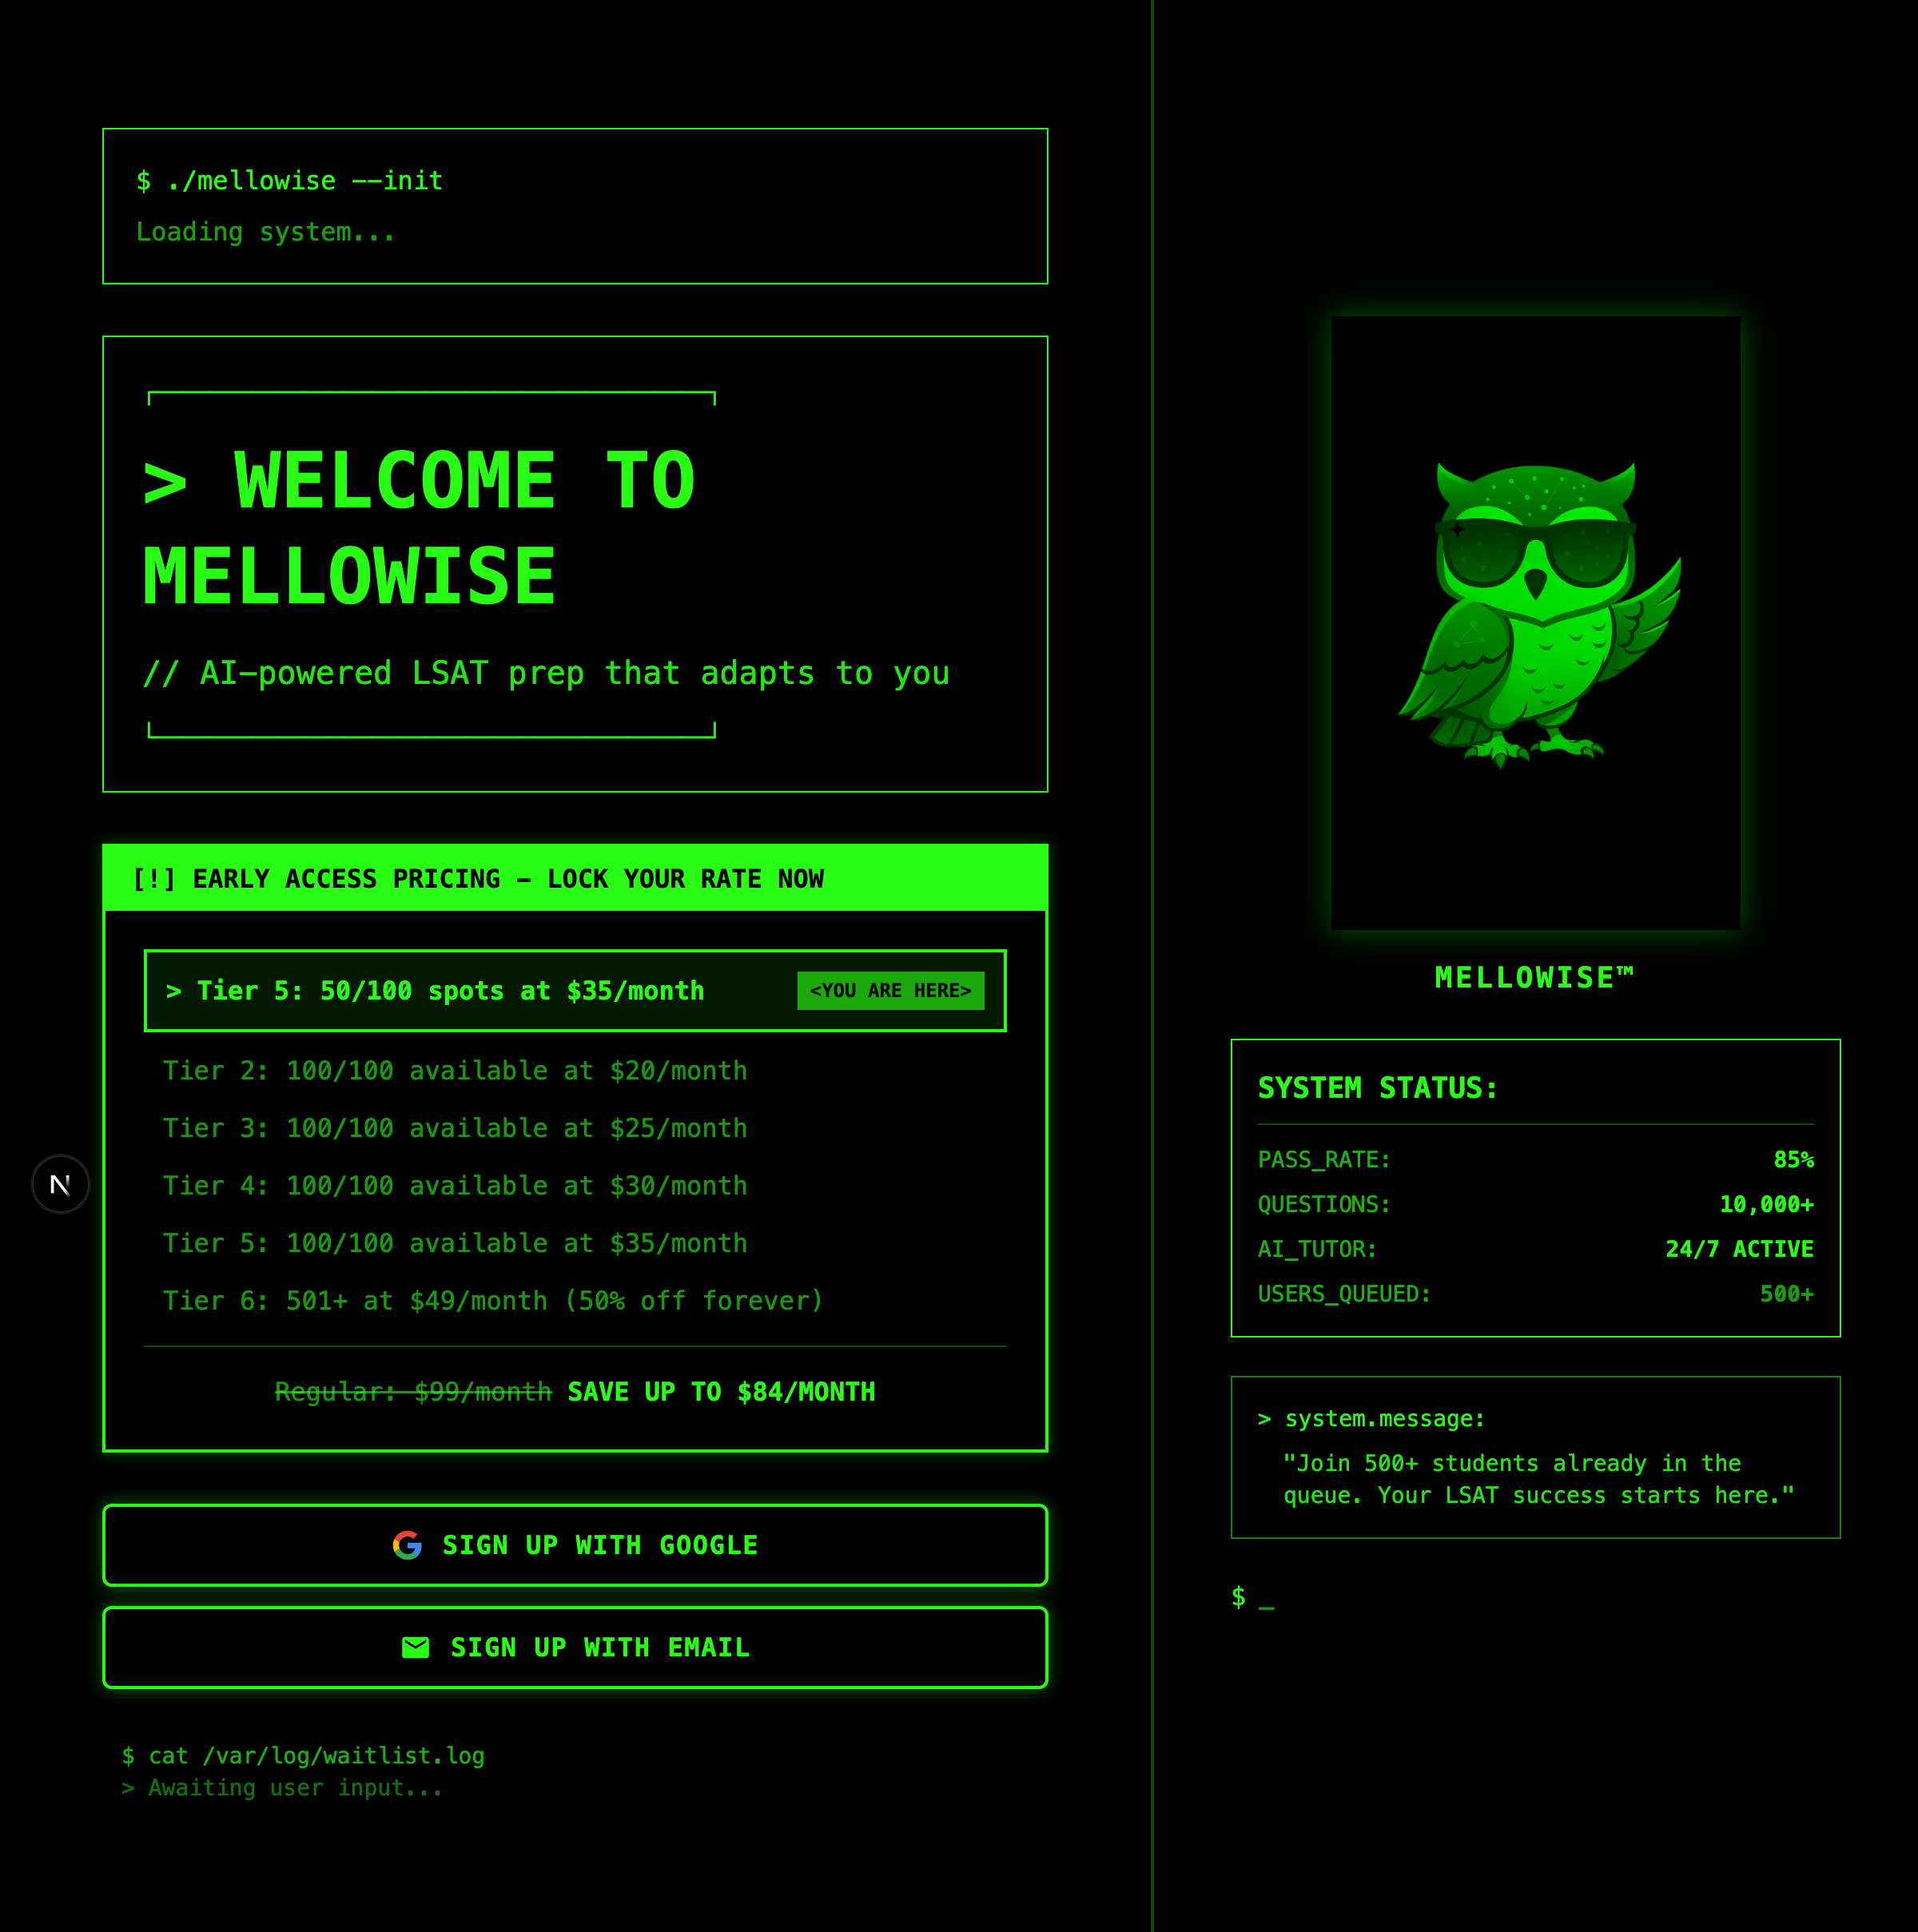 $ ./mellowise --init
Loading system...
> WELCOME TO
MELLOWISE
// AI-powered LSAT prep that adapts to you
[!] EARLY ACCESS PRICING - LOCK YOUR RATE NOW
> Tier 5: 50/100 spots at $35/month <YOU ARE HERE>
Tier 2: 100/100 available at $20/month
Tier 3: 100/100 available at $25/month
Tier 4: 100/100 available at $30/month
Tier 5: 100/100 available at $35/month
Tier 6: 501+ at $49/month (50% off forever)
Regular: $99/month SAVE UP TO $84/MONTH
SIGN UP WITH GOOGLE
SIGN UP WITH EMAIL
$ cat /var/log/waitlist.log
> Awaiting user input...
N
MELLOWISE™
SYSTEM STATUS:
PASS_RATE: 85%
QUESTIONS: 10,000+
AI_TUTOR: 24/7 ACTIVE
USERS_QUEUED: 500+
> system.message:
"Join 500+ students already in the
queue. Your LSAT success starts here."
$ _